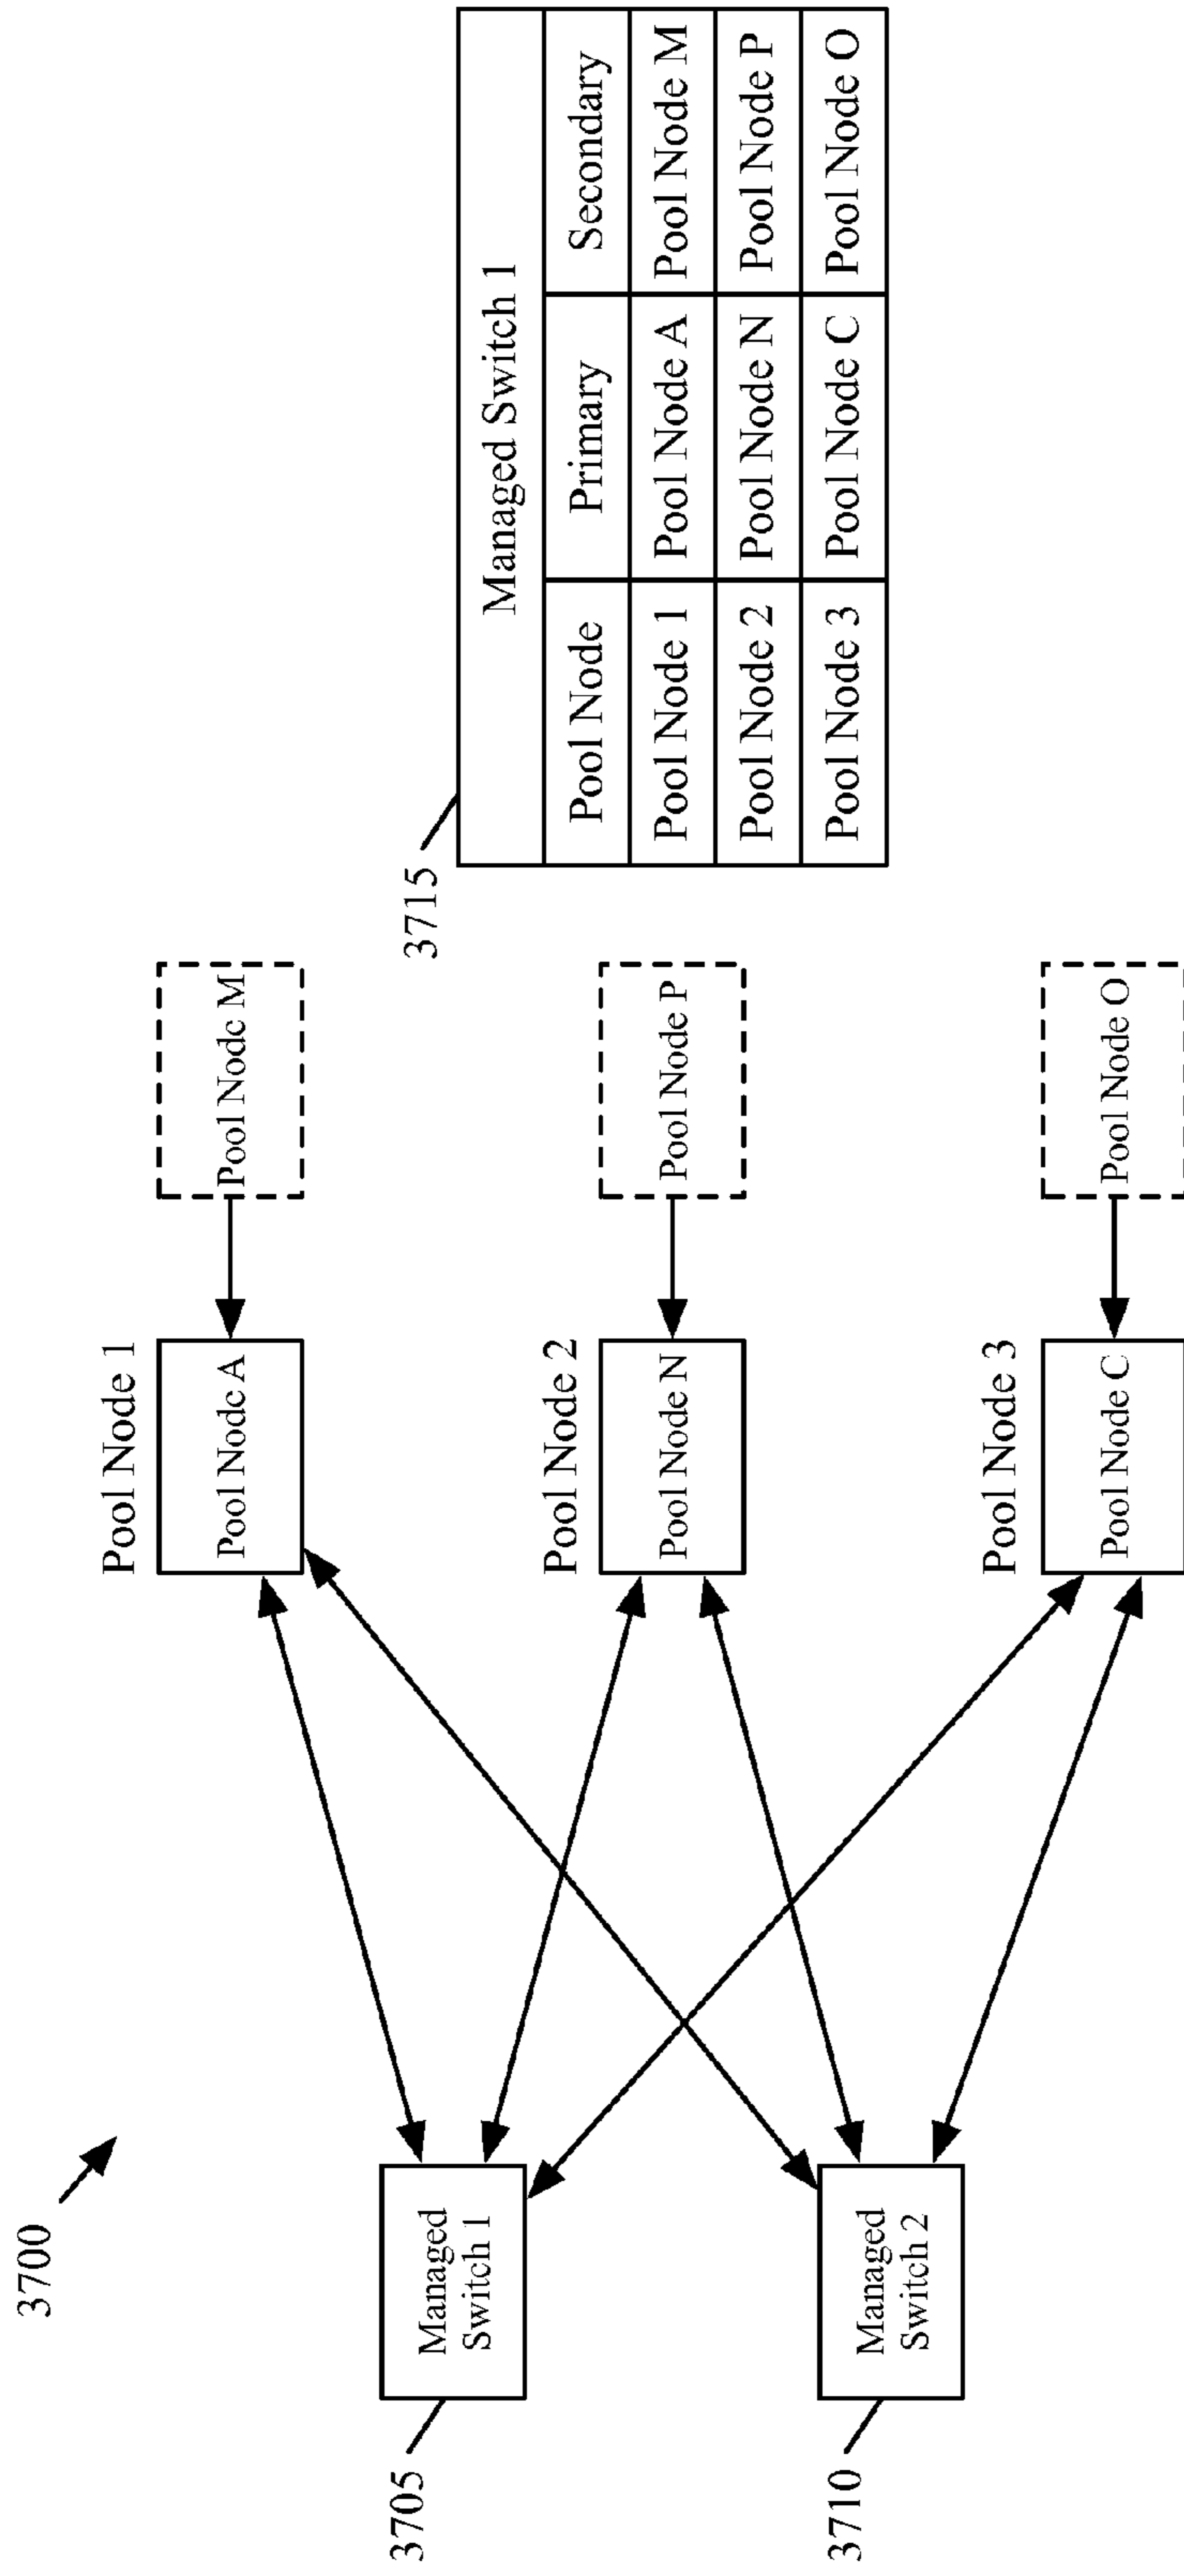 3700
3705
Managed
Switch 1
3710
Managed
Switch 2
Pool Node 1
Pool Node A
Pool Node M
Pool Node 2
Pool Node N
Pool Node P
Pool Node 3
Pool Node C
Pool Node O
3715
Managed Switch 1
Pool Node Primary Secondary
Pool Node 1 Pool Node A Pool Node M
Pool Node 2 Pool Node N Pool Node P
Pool Node 3 Pool Node C Pool Node O